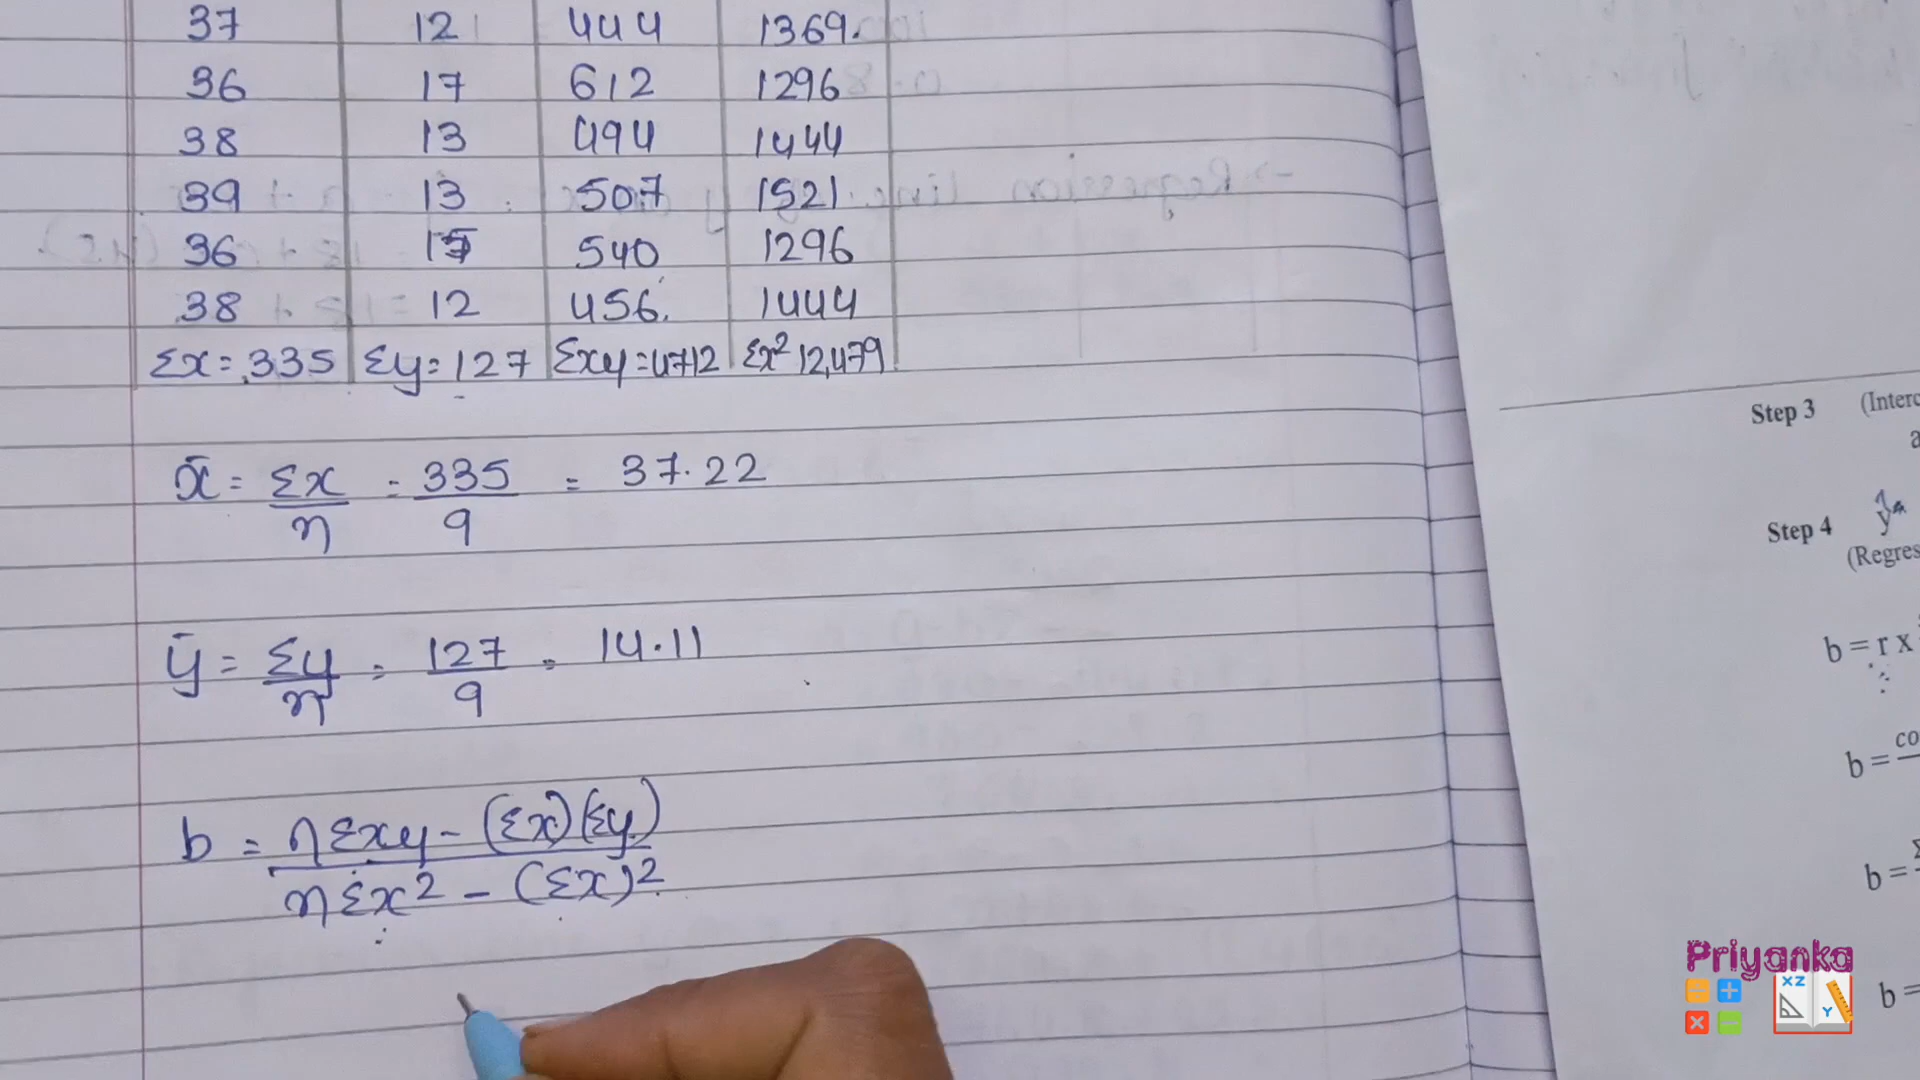 37 12 444 1369.
36 17 612 1296
38 13 494 1444
39 13 507 1521
36 15 540 1296
38 12 456. 1444
Σx = 335 Σy = 127 Σxy = 4712 Σx² 12,479
x̄ = Σx/n = 335/9 = 37.22
ȳ = Σy/n = 127/9 = 14.11
b = nΣxy - (Σx)(Σy) / nΣx² - (Σx)²
Step 3
Step 4 ŷ
b = r x
b =
b =
b =
Priyanka
XZ
Y